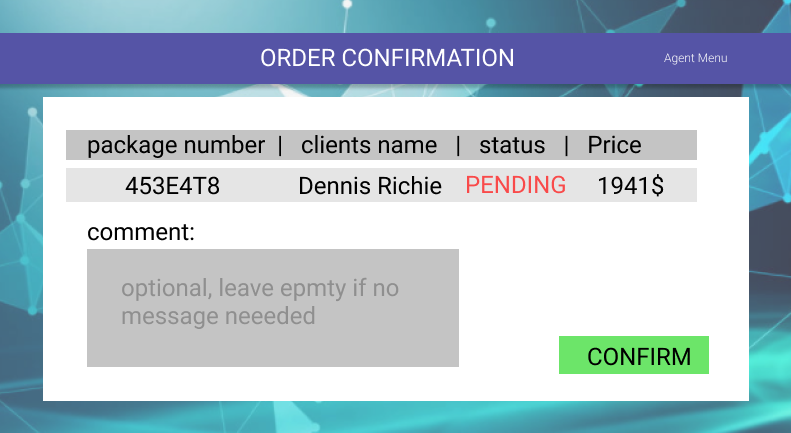 ORDER CONFIRMATION
Agent Menu
package number | clients name | status | Price
453E4T8 Dennis Richie PENDING 1941$
comment:
optional, leave epmty if no
message neeeded
CONFIRM